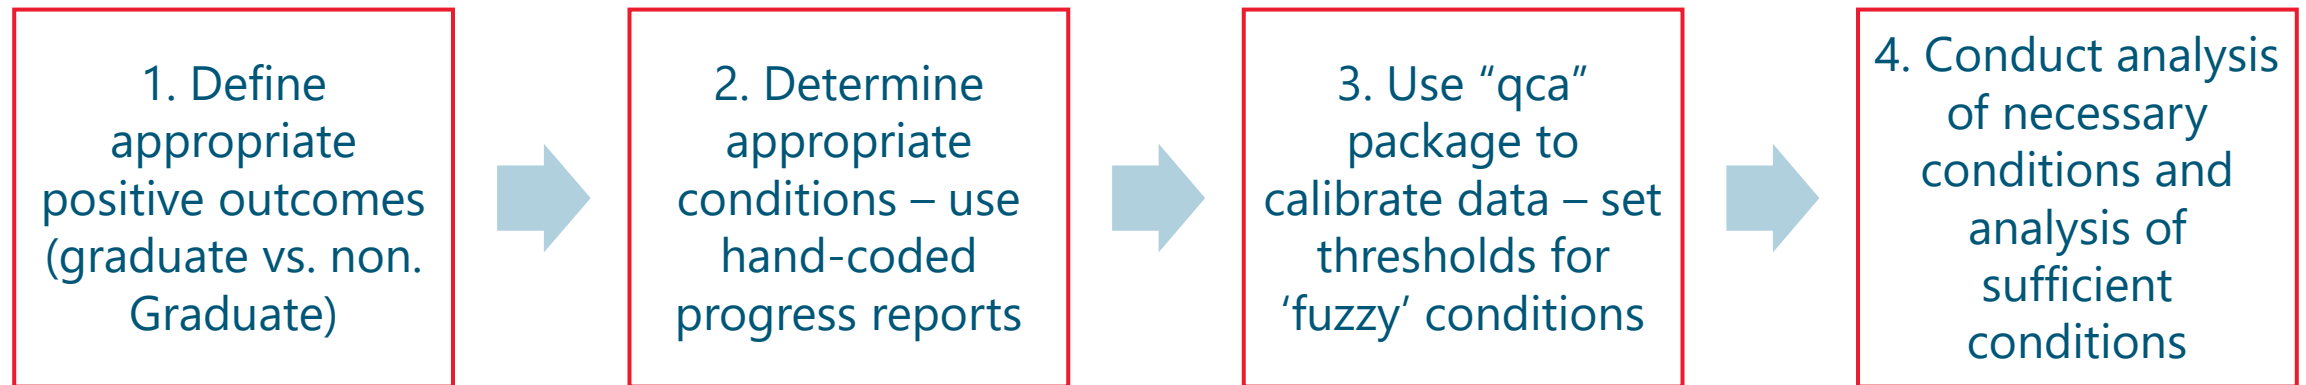 1. Define
appropriate
positive outcomes
(graduate vs. non.
Graduate)
2. Determine
appropriate
conditions – use
hand-coded
progress reports
3. Use “qca”
package to
calibrate data – set
thresholds for
‘fuzzy’ conditions
4. Conduct analysis
of necessary
conditions and
analysis of
sufficient
conditions